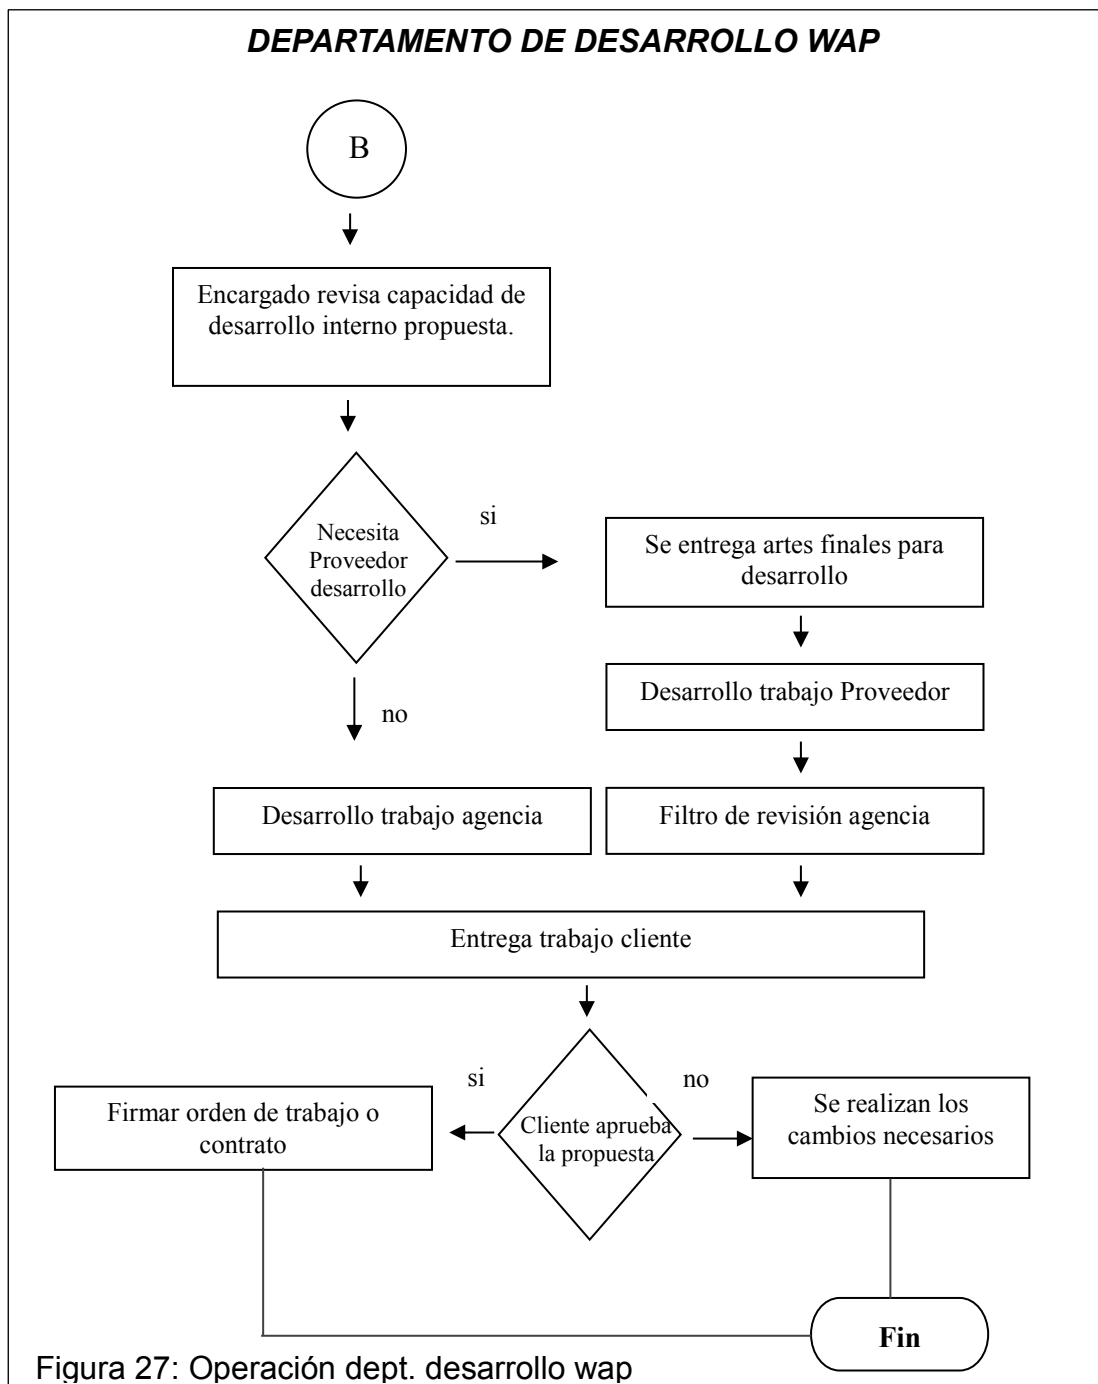 DEPARTAMENTO DE DESARROLLO WAP
B
Encargado revisa capacidad de
desarrollo interno propuesta.
Necesita
Proveedor
desarrollo
si
Se entrega artes finales para
desarrollo
no
Desarrollo trabajo Proveedor
Desarrollo trabajo agencia
Filtro de revisión agencia
Entrega trabajo cliente
si
no
Firmar orden de trabajo o
contrato
Cliente aprueba
la propuesta
Se realizan los
cambios necesarios
Fin
Figura 27: Operación dept. desarrollo wap